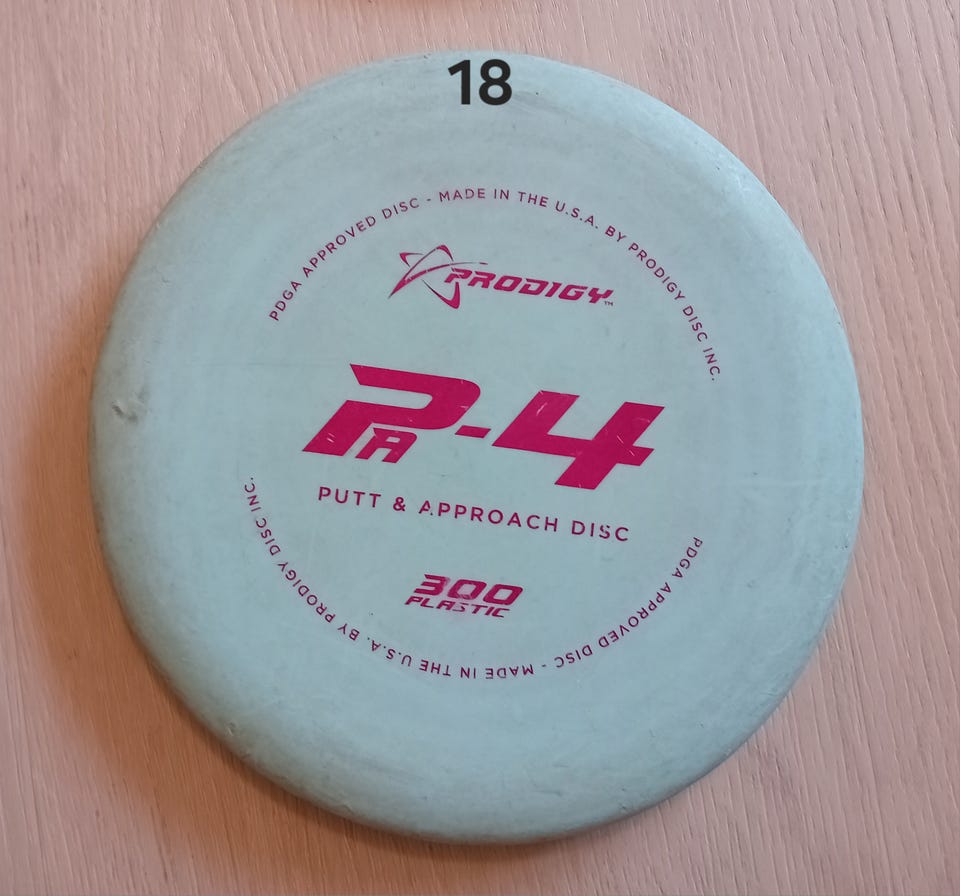 18
PDGA APPROVED DISC - MADE IN THE U.S.A. BY PRODIGY DISC INC.
PRODIGY™
PA-4
PUTT & APPROACH DISC
300
PLASTIC
PDGA APPROVED DISC - MADE IN THE U.S.A. BY PRODIGY DISC INC.